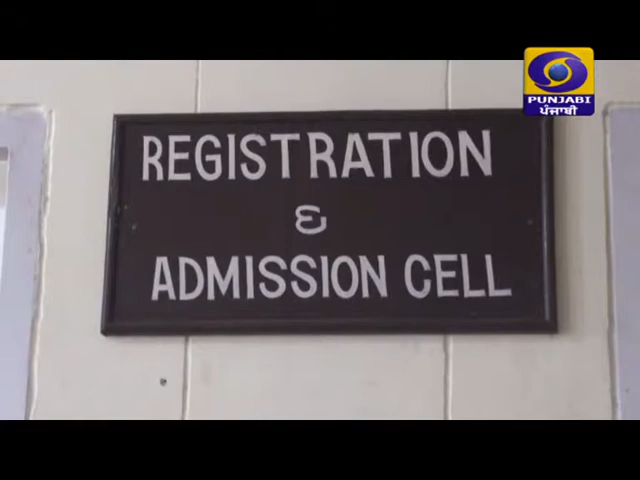 PUNJABI
ਪੰਜਾਬੀ
REGISTRATION
&
ADMISSION CELL